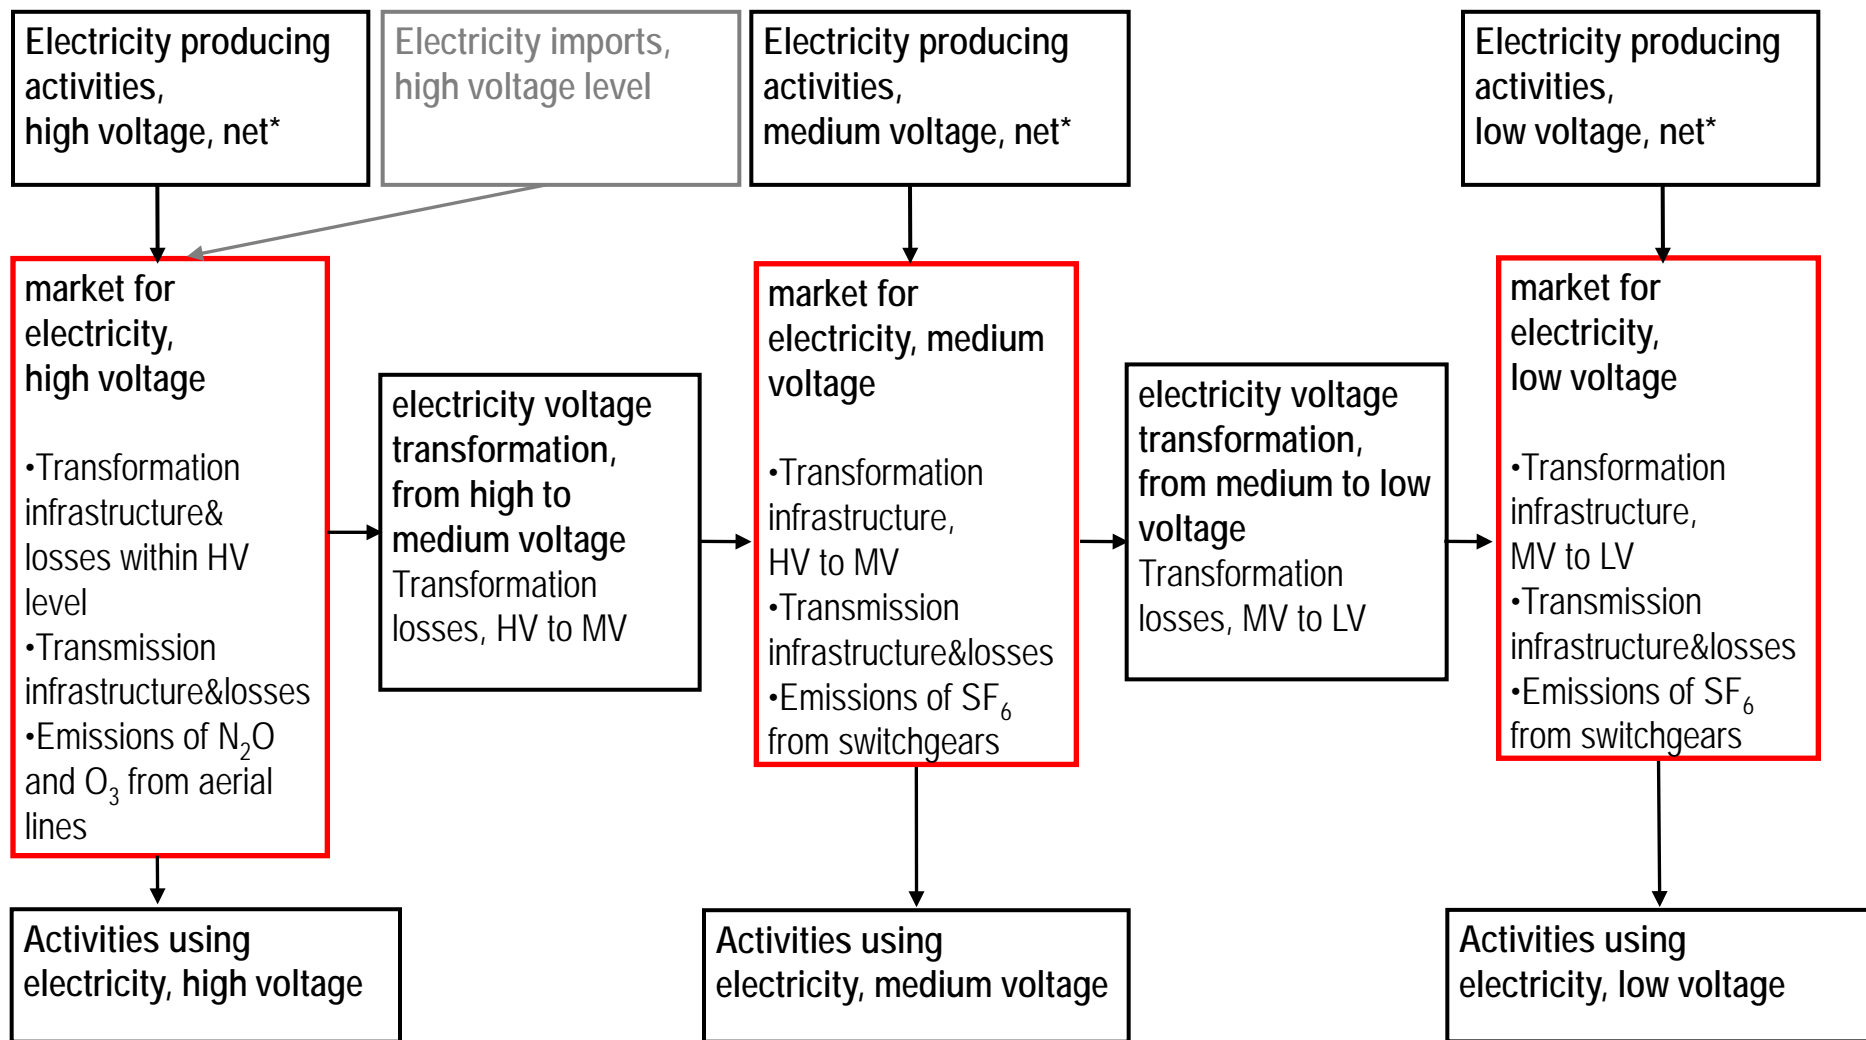 Electricity producing
activities,
high voltage, net*
Electricity imports,
high voltage level
Electricity producing
activities,
medium voltage, net*
Electricity producing
activities,
low voltage, net*
market for
electricity,
high voltage
•Transformation
infrastructure&
losses within HV
level
•Transmission
infrastructure&losses
•Emissions of N₂O
and O₃ from aerial
lines
electricity voltage
transformation,
from high to
medium voltage
Transformation
losses, HV to MV
market for
electricity, medium
voltage
•Transformation
infrastructure,
HV to MV
•Transmission
infrastructure&losses
•Emissions of SF₆
from switchgears
electricity voltage
transformation,
from medium to low
voltage
Transformation
losses, MV to LV
market for
electricity,
low voltage
•Transformation
infrastructure,
MV to LV
•Transmission
infrastructure&losses
•Emissions of SF₆
from switchgears
Activities using
electricity, high voltage
Activities using
electricity, medium voltage
Activities using
electricity, low voltage